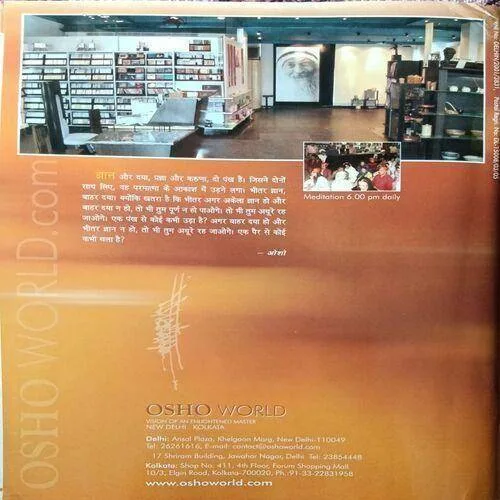 Meditation 6.00 pm daily
ज्ञान और दया, प्रज्ञा और करुणा, दो पंख हैं। जिसने दोनों
साध लिए, वह परमात्मा के आकाश में उड़ने लगा। भीतर ज्ञान,
बाहर दया। क्योंकि खतरा है कि भीतर अगर अकेला ज्ञान हो और
बाहर दया न हो, तो भी तुम पूर्ण न हो पाओगे। तो भी तुम अधूरे रह
जाओगे। एक पंख से कोई कभी उड़ा है? अगर बाहर दया हो और
भीतर ज्ञान न हो, तो भी तुम अधूरे रह जाओगे। एक पैर से कोई
कभी चला है?
– ओशो
OSHO WORLD.com
OSHO WORLD
VISION OF AN ENLIGHTENED MASTER
NEW DELHI . KOLKATA
Delhi: Ansal Plaza, Khelgaon Marg, New Delhi-110049
Tel: 26261616, E-mail: contact@oshoworld.com
17 Shriram Building, Jawahar Nagar, Delhi Tel: 23854448
Kolkata: Shop No. 411, 4th Floor, Forum Shopping Mall
10/3, Elgin Road, Kolkata-700020, Ph.:91-33-22831958
www.oshoworld.com